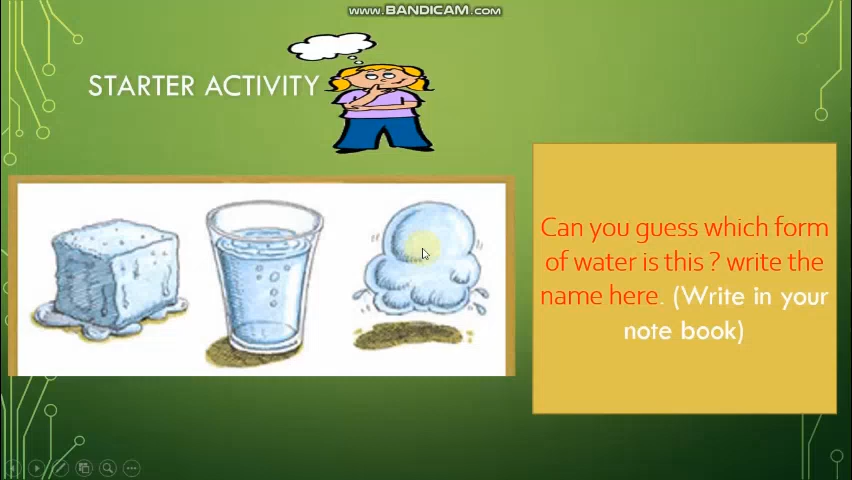 www.BANDICAM.com
STARTER ACTIVITY
Can you guess which form
of water is this ? write the
name here. (Write in your
note book)